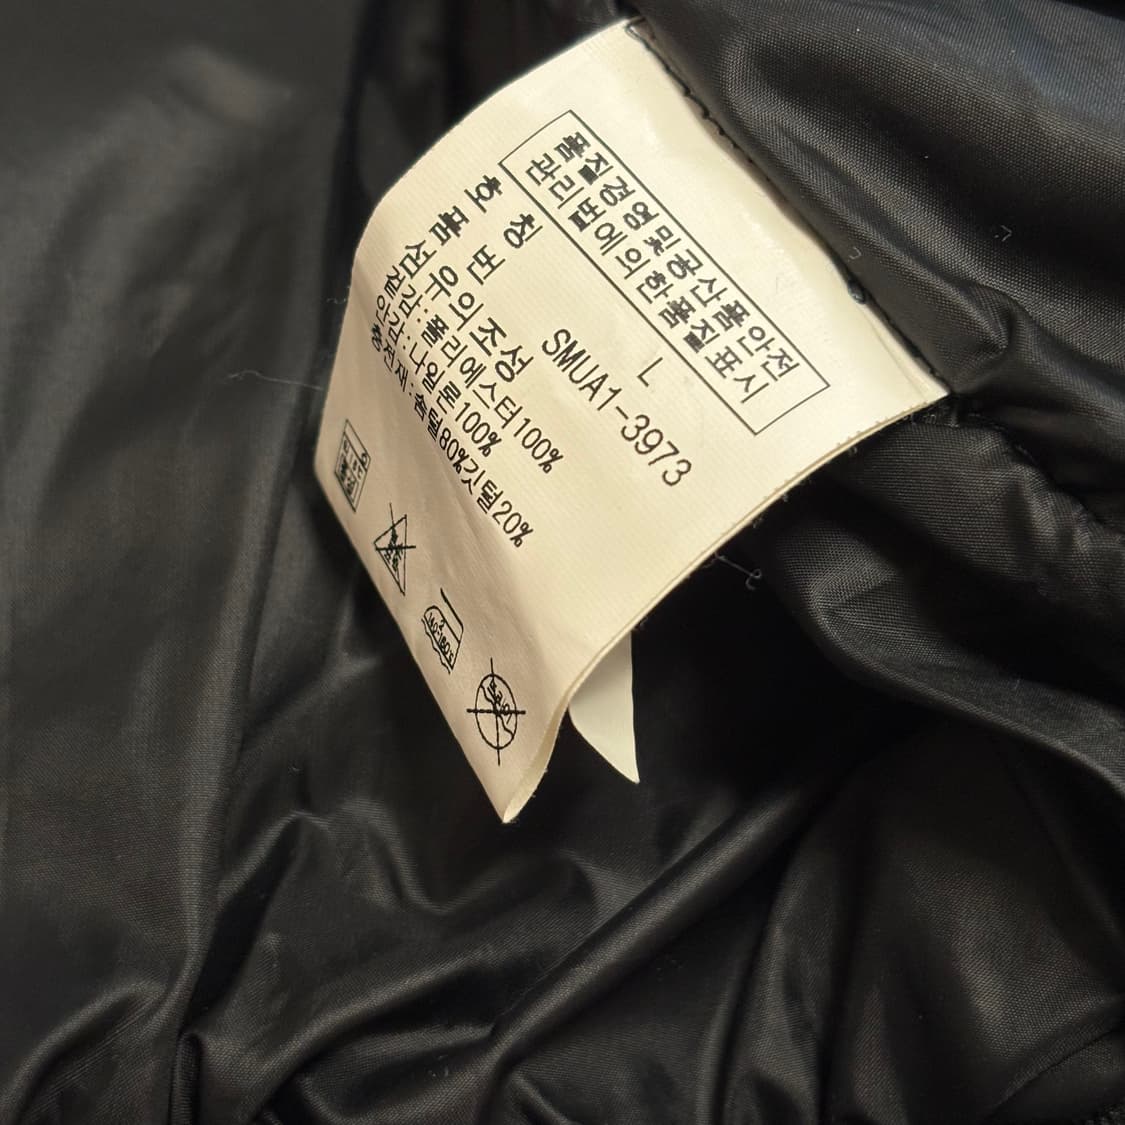 품질경영및공산품안전
관리법에의한품질표시
호 칭 L
품 번 SMUA1-3973
섬유의조성
겉감:폴리에스터100%
안감:나일론100%
충전재:솜털80%깃털20%